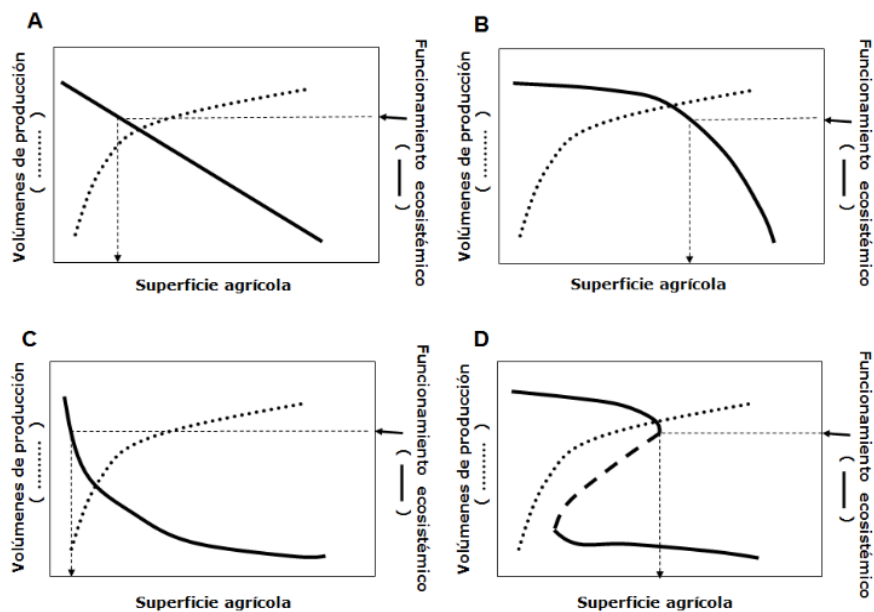 A
Volúmenes de producción
( ........ )
Superficie agrícola
Funcionamiento ecosistémico
( — )
B
Volúmenes de producción
( ........ )
Superficie agrícola
Funcionamiento ecosistémico
( — )
C
Volúmenes de producción
( ........ )
Superficie agrícola
Funcionamiento ecosistémico
( — )
D
Volúmenes de producción
( ........ )
Superficie agrícola
Funcionamiento ecosistémico
( — )